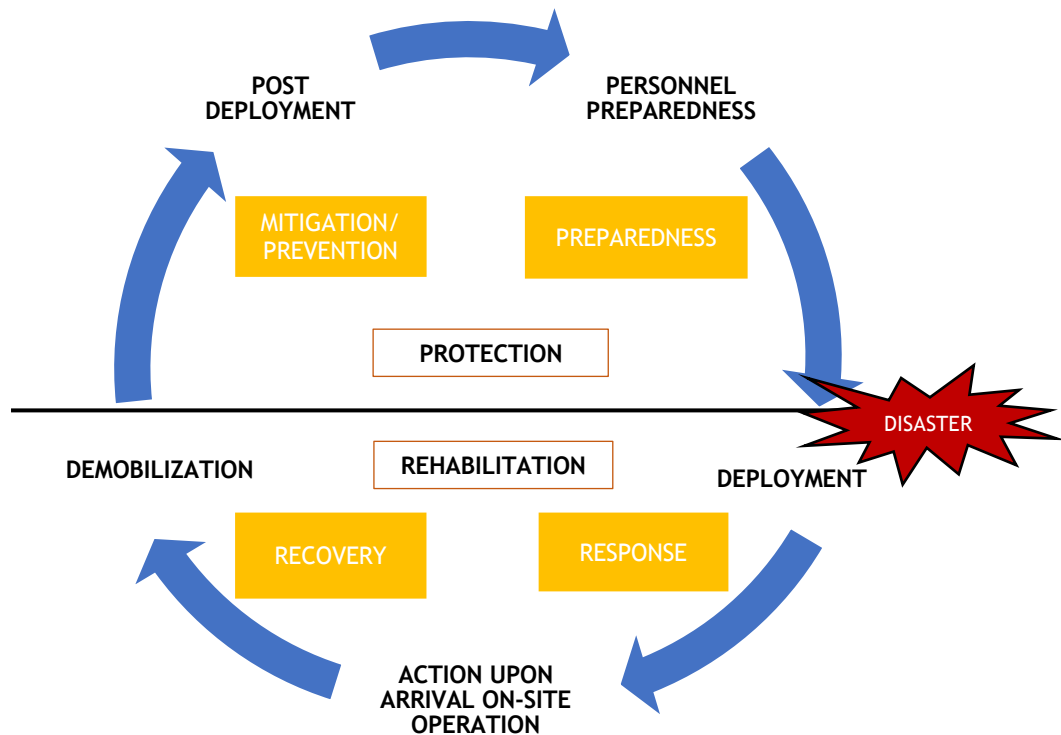 POST
DEPLOYMENT
PERSONNEL
PREPAREDNESS
MITIGATION/
PREVENTION
PREPAREDNESS
PROTECTION
DISASTER
DEMOBILIZATION
REHABILITATION
DEPLOYMENT
RECOVERY
RESPONSE
ACTION UPON
ARRIVAL ON-SITE
OPERATION